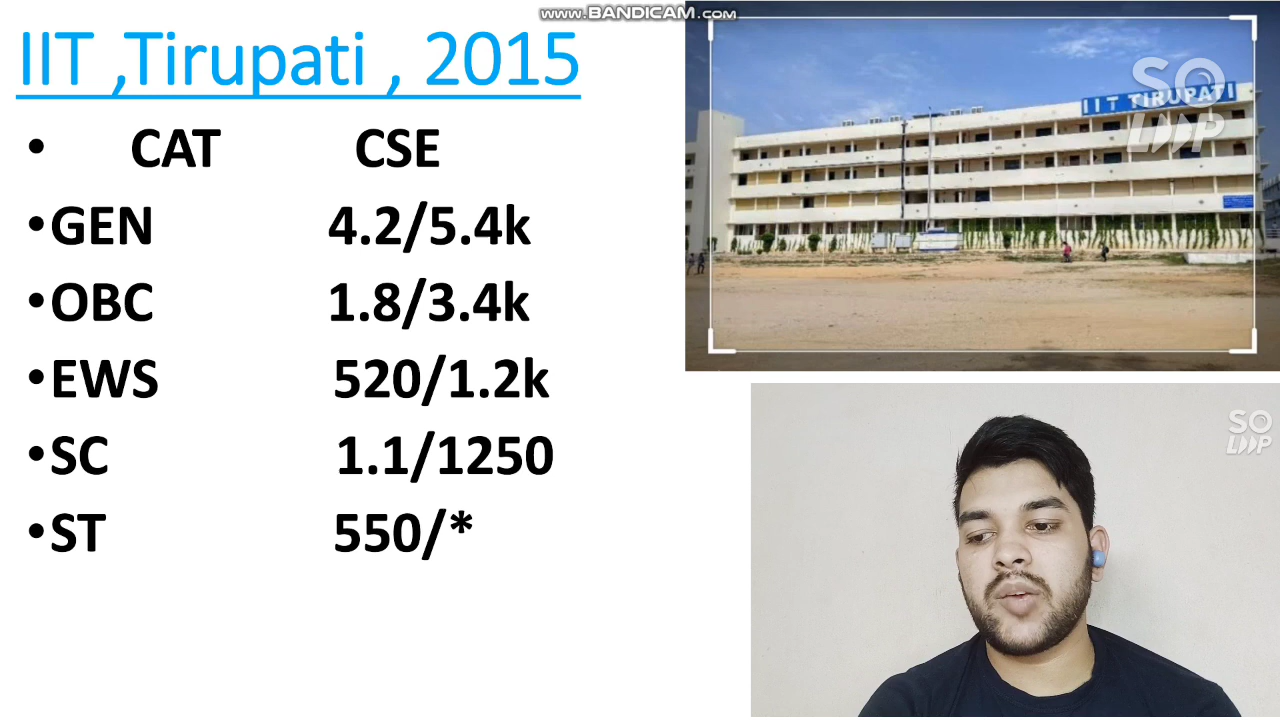 www.BANDICAM.com
IIT ,Tirupati , 2015
• CAT CSE
•GEN 4.2/5.4k
•OBC 1.8/3.4k
•EWS 520/1.2k
•SC 1.1/1250
•ST 550/*
IIT TIRUPATI
SO
LOOP
SO
LOOP